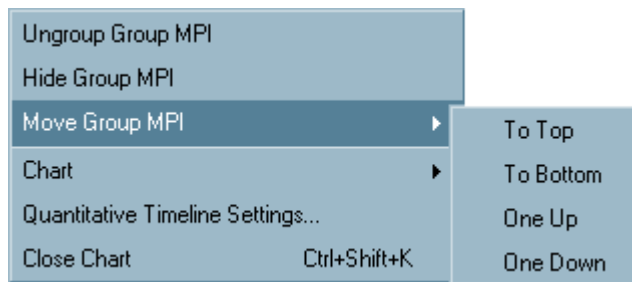 Ungroup Group MPI
Hide Group MPI
Move Group MPI
To Top
Chart
To Bottom
Quantitative Timeline Settings...
One Up
Close Chart Ctrl+Shift+K
One Down